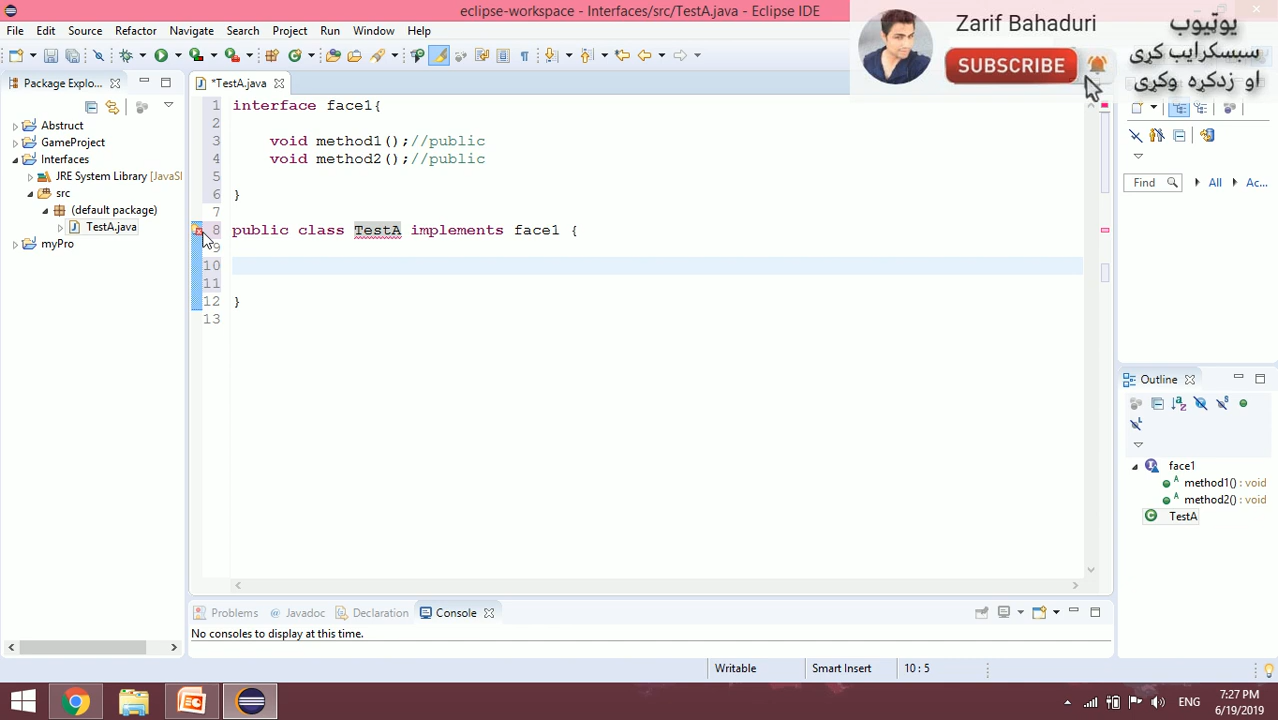 eclipse-workspace - Interfaces/src/TestA.java - Eclipse IDE
File Edit Source Refactor Navigate Search Project Run Window Help
Zarif Bahaduri
SUBSCRIBE
یوټیوب
سبسکرایب کړی
او زدکړه وکړی
Package Explo...
*TestA.java
Abstruct
GameProject
Interfaces
JRE System Library [JavaSI
src
(default package)
TestA.java
myPro
1 interface face1{
2
3 void method1();//public
4 void method2();//public
5
6 }
7
8 public class TestA implements face1 {
9
10
11
12 }
13
Find All Ac...
Outline
face1
method1() : void
method2() : void
TestA
Problems Javadoc Declaration Console
No consoles to display at this time.
Writable Smart Insert 10 : 5
ENG
7:27 PM
6/19/2019